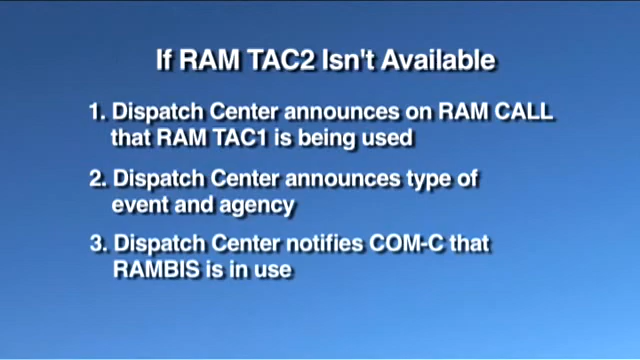 If RAM TAC2 Isn't Available
1. Dispatch Center announces on RAM CALL
that RAM TAC1 is being used
2. Dispatch Center announces type of
event and agency
3. Dispatch Center notifies COM-C that
RAMBIS is in use